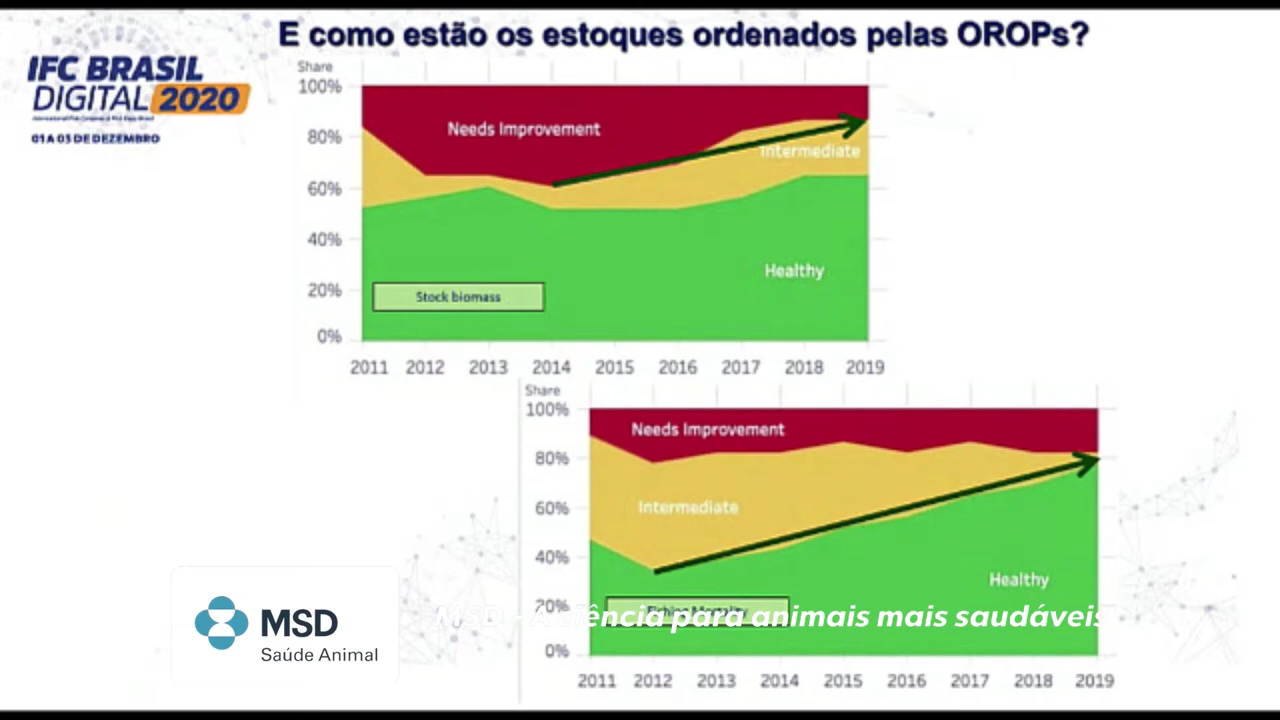 E como estão os estoques ordenados pelas OROPs?
IFC BRASIL
DIGITAL 2020
01 A 03 DE DEZEMBRO
Share
100%
80%
60%
40%
20%
0%
Needs Improvement
Intermediate
Healthy
Stock biomass
2011 2012 2013 2014 2015 2016 2017 2018 2019
Share
100%
80%
60%
40%
20%
0%
Needs Improvement
Intermediate
Healthy
2011 2012 2013 2014 2015 2016 2017 2018 2019
MSD
Saúde Animal
MSD - A ciência para animais mais saudáveis